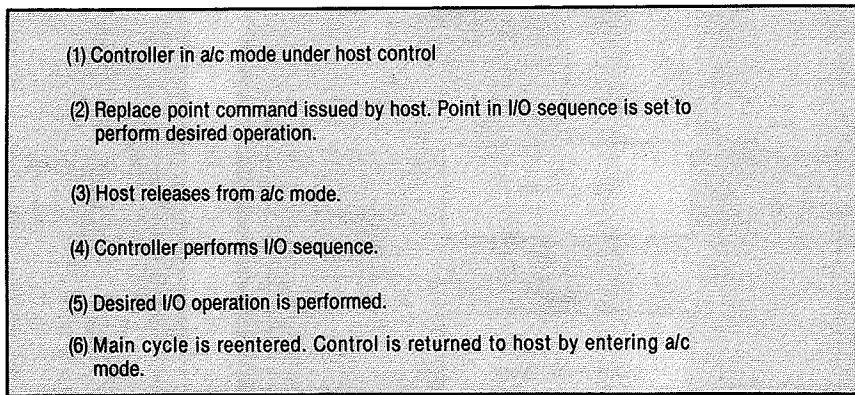 (1) Controller in a/c mode under host control
(2) Replace point command issued by host. Point in I/O sequence is set to
perform desired operation.
(3) Host releases from a/c mode.
(4) Controller performs I/O sequence.
(5) Desired I/O operation is performed.
(6) Main cycle is reentered. Control is returned to host by entering a/c
mode.